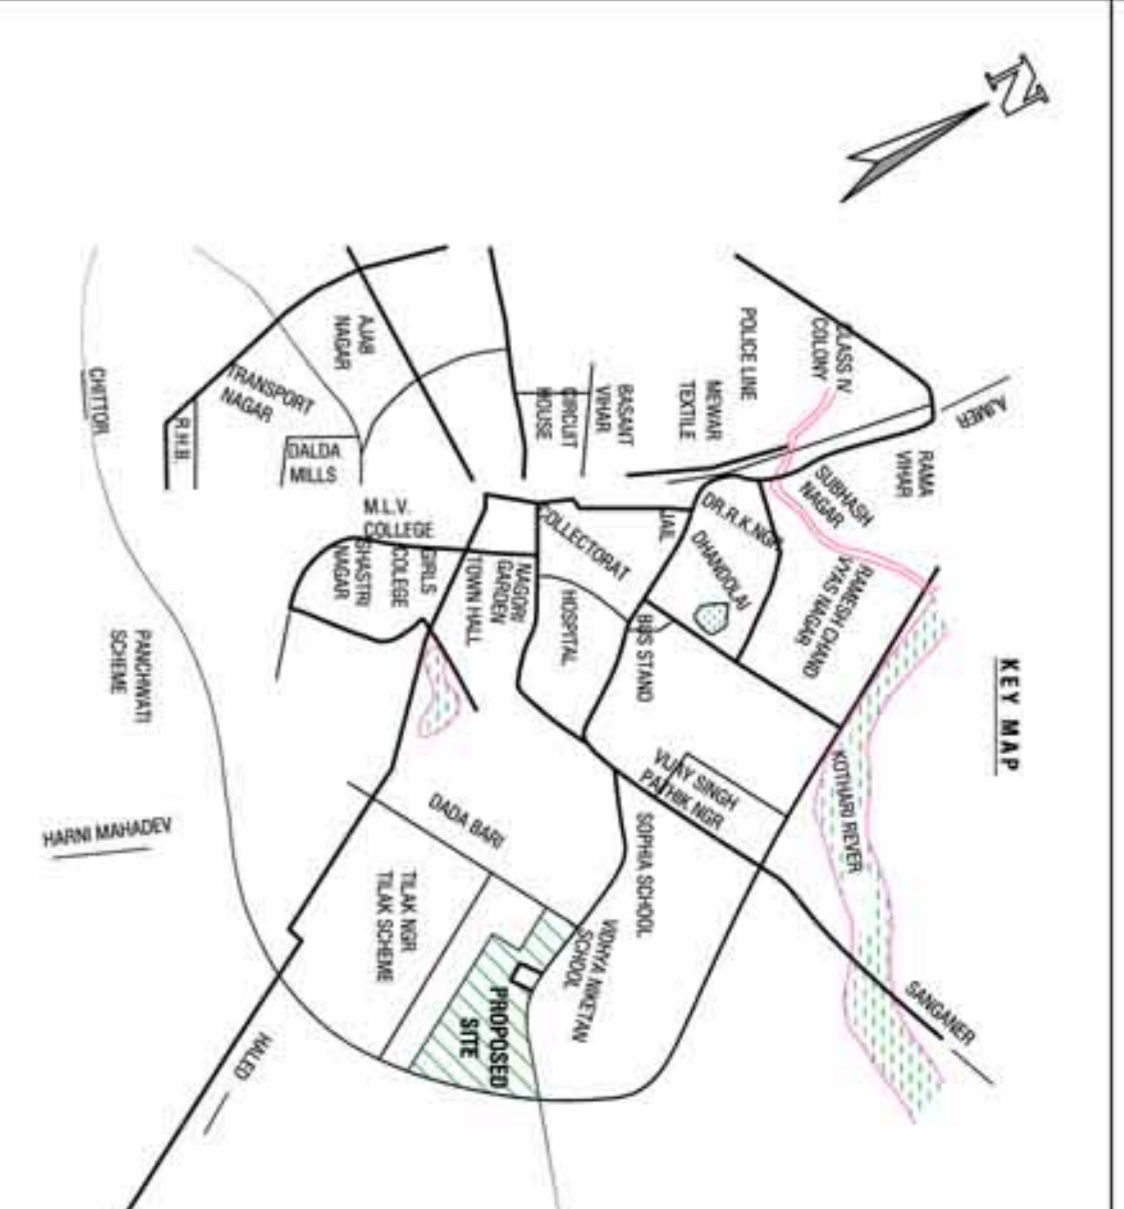 N
KEY MAP
AJAB
NAGAR
TRANSPORT
NAGAR
CHITTOR
R.H.B.
DALDA
MILLS
CIRCUIT
HOUSE
BASANT
VIHAR
MEWAR
TEXTILE
POLICE LINE
CLASS IV
COLONY
AJMER
RAMA
VIHAR
SUBHASH
NAGAR
DR.R.K.NGR
JAIL
DHANDOLAI
COLLECTORAT
M.L.V.
COLLEGE
GIRLS
COLEGE
SHASTRI
NAGAR
TOWN HALL
NAGORI
GARDEN
HOSPITAL
BUS STAND
RAMESH CHAND
VYAS NAGAR
PANCHWATI
SCHEME
HARNI MAHADEV
DADA BARI
VIJAY SINGH
PATHIK NGR
KOTHARI REVER
SOPHIA SCHOOL
TILAK NGR
TILAK SCHEME
VIDHYA NIKETAN
SCHOOL
PROPOSED
SITE
SANGANER
HALED